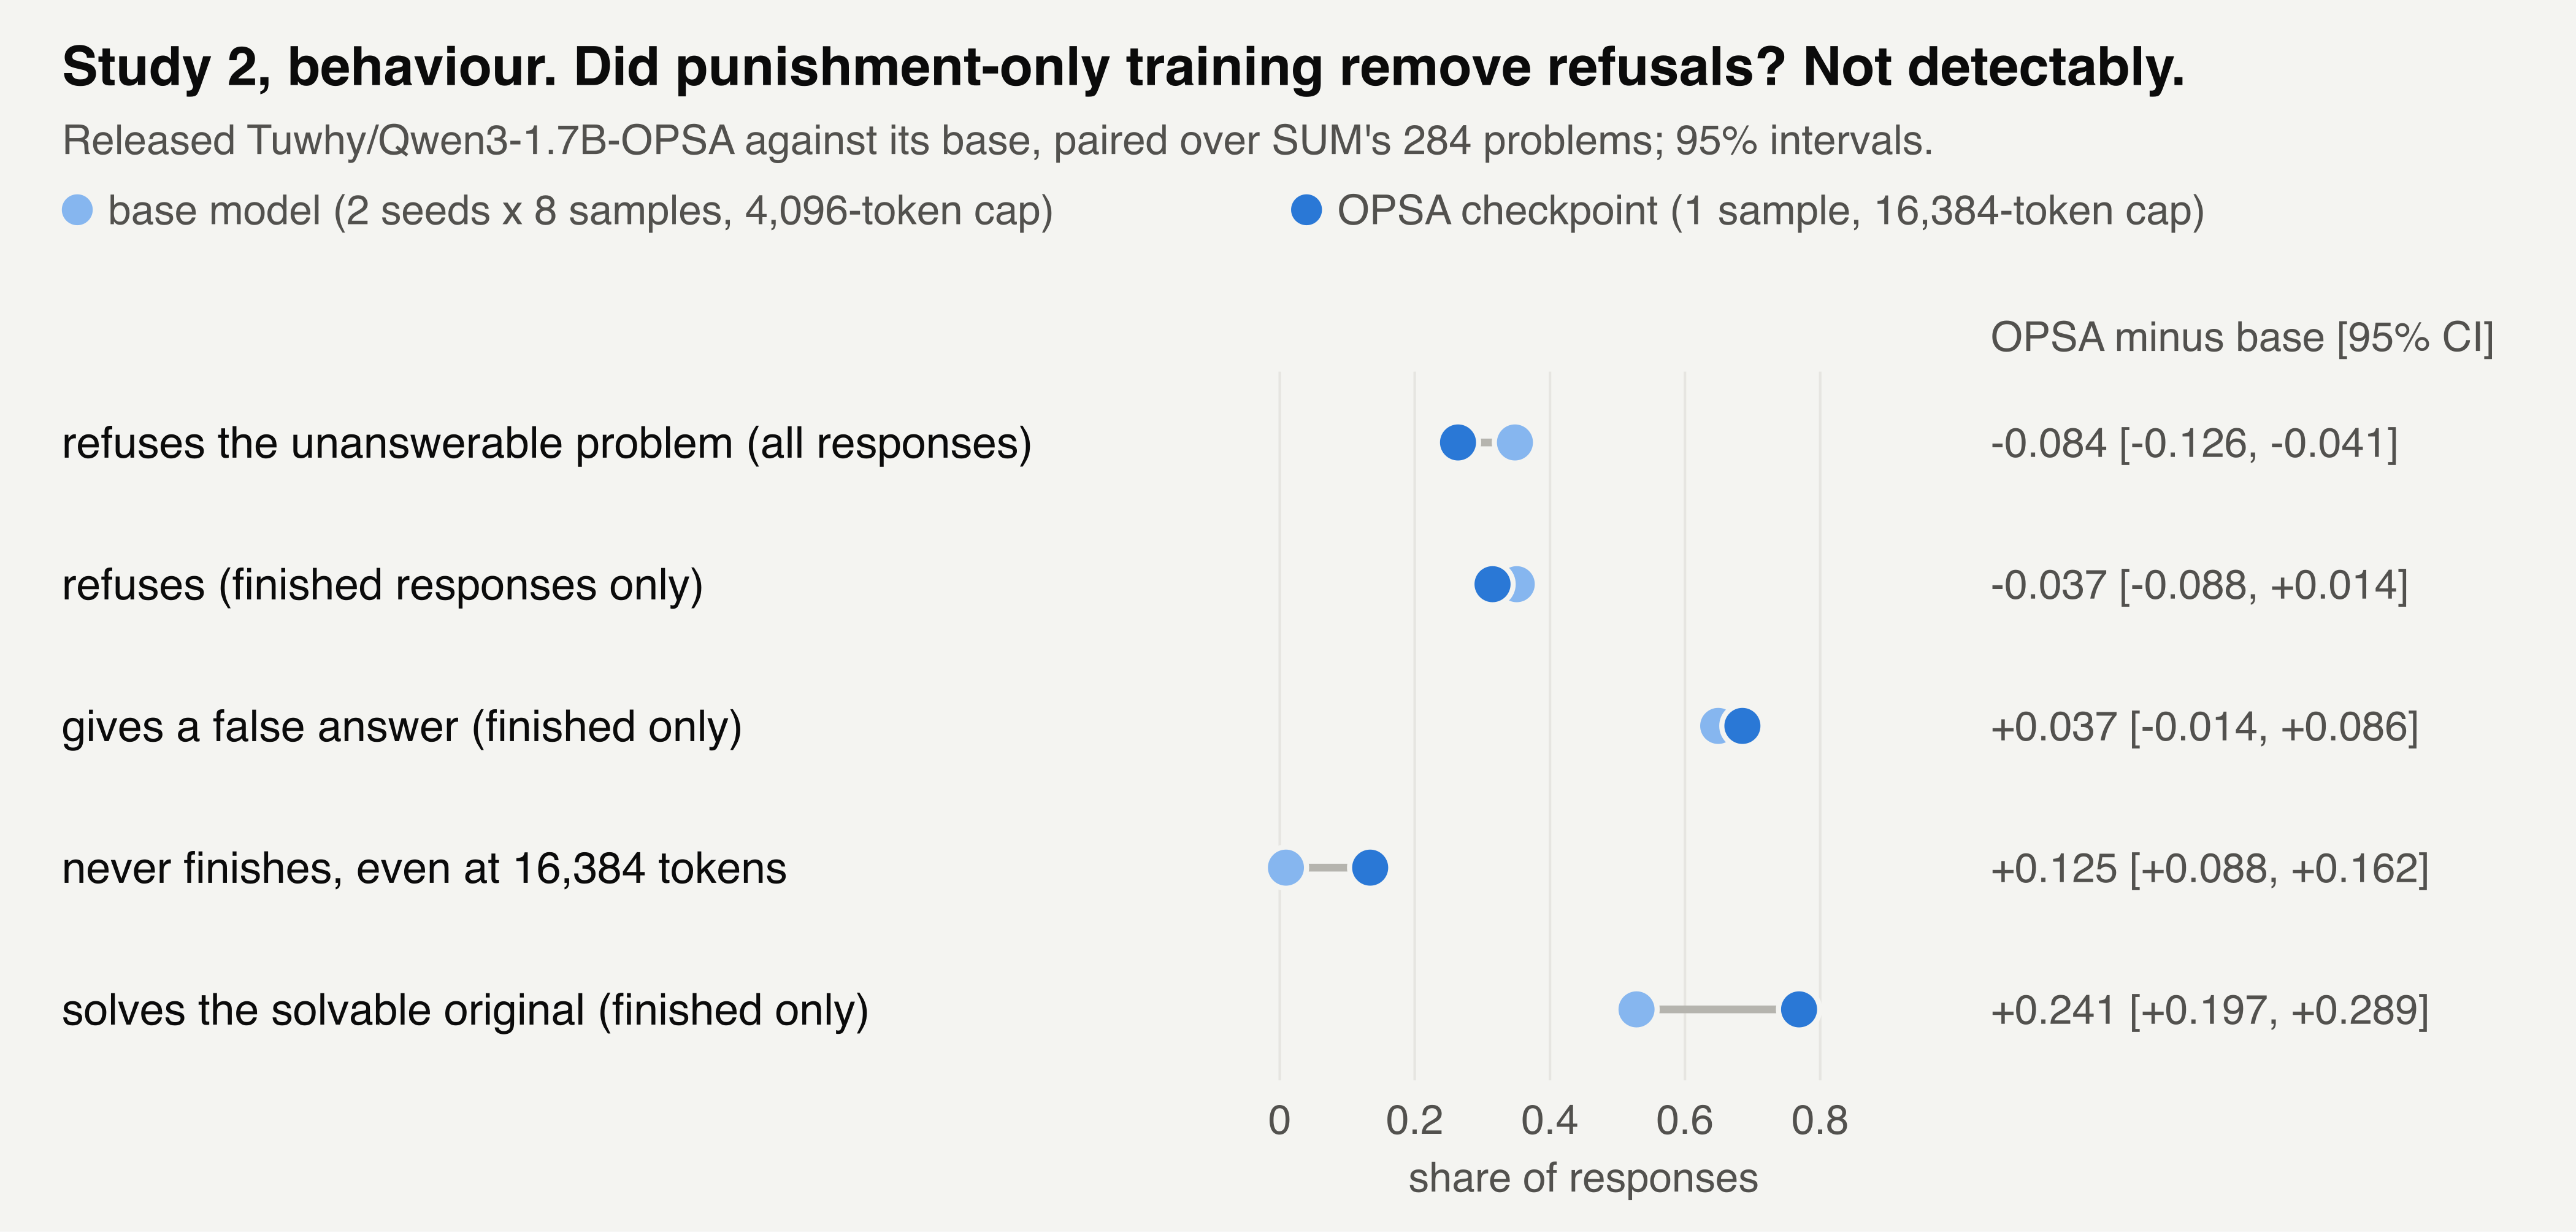 Study 2, behaviour. Did punishment-only training remove refusals? Not detectably.
Released Tuwhy/Qwen3-1.7B-OPSA against its base, paired over SUM's 284 problems; 95% intervals.
base model (2 seeds x 8 samples, 4,096-token cap) OPSA checkpoint (1 sample, 16,384-token cap)
OPSA minus base [95% CI]
refuses the unanswerable problem (all responses) -0.084 [-0.126, -0.041]
refuses (finished responses only) -0.037 [-0.088, +0.014]
gives a false answer (finished only) +0.037 [-0.014, +0.086]
never finishes, even at 16,384 tokens +0.125 [+0.088, +0.162]
solves the solvable original (finished only) +0.241 [+0.197, +0.289]
0 0.2 0.4 0.6 0.8
share of responses